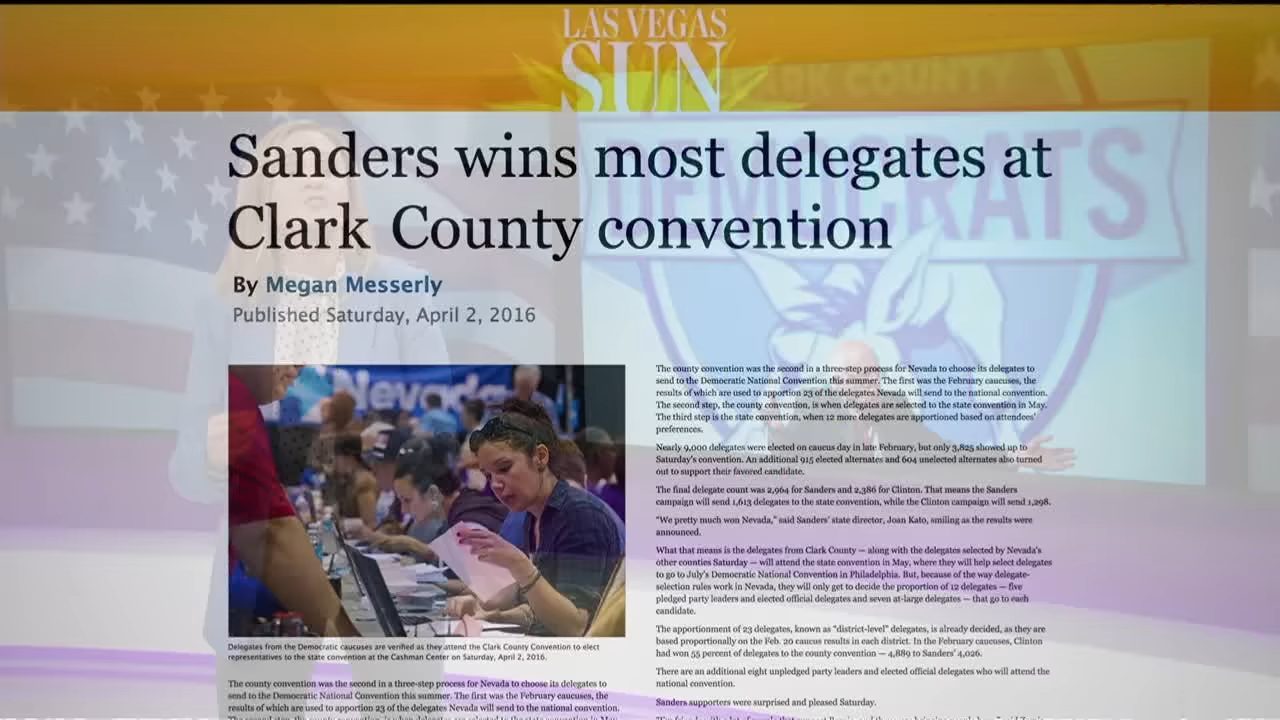 LAS VEGAS
SUN
CLARK COUNTY
DEMOCRATS
Sanders wins most delegates at
Clark County convention
By Megan Messerly
Published Saturday, April 2, 2016
Nevada
Delegates from the Democratic caucuses are verified as they attend the Clark County Convention to elect
representatives to the state convention at the Cashman Center on Saturday, April 2, 2016.
The county convention was the second in a three-step process for Nevada to choose its delegates to
send to the Democratic National Convention this summer. The first was the February caucuses, the
results of which are used to apportion 23 of the delegates Nevada will send to the national convention.
The second step, the county convention, is when delegates are selected to the state convention in May.
The county convention was the second in a three-step process for Nevada to choose its delegates to
send to the Democratic National Convention this summer. The first was the February caucuses, the
results of which are used to apportion 23 of the delegates Nevada will send to the national convention.
The second step, the county convention, is when delegates are selected to the state convention in May.
The third step is the state convention, when 12 more delegates are apportioned based on attendees'
preferences.
Nearly 9,000 delegates were elected on caucus day in late February, but only 3,825 showed up to
Saturday's convention. An additional 915 elected alternates and 604 unelected alternates also turned
out to support their favored candidate.
The final delegate count was 2,964 for Sanders and 2,386 for Clinton. That means the Sanders
campaign will send 1,613 delegates to the state convention, while the Clinton campaign will send 1,298.
"We pretty much won Nevada," said Sanders' state director, Joan Kato, smiling as the results were
announced.
What that means is the delegates from Clark County — along with the delegates selected by Nevada's
other counties Saturday — will attend the state convention in May, where they will help select delegates
to go to July's Democratic National Convention in Philadelphia. But, because of the way delegate-
selection rules work in Nevada, they will only get to decide the proportion of 12 delegates — five
pledged party leaders and elected official delegates and seven at-large delegates — that go to each
candidate.
The apportionment of 23 delegates, known as "district-level" delegates, is already decided, as they are
based proportionally on the Feb. 20 caucus results in each district. In the February caucuses, Clinton
had won 55 percent of delegates to the county convention — 4,889 to Sanders' 4,026.
There are an additional eight unpledged party leaders and elected official delegates who will attend the
national convention.
Sanders supporters were surprised and pleased Saturday.